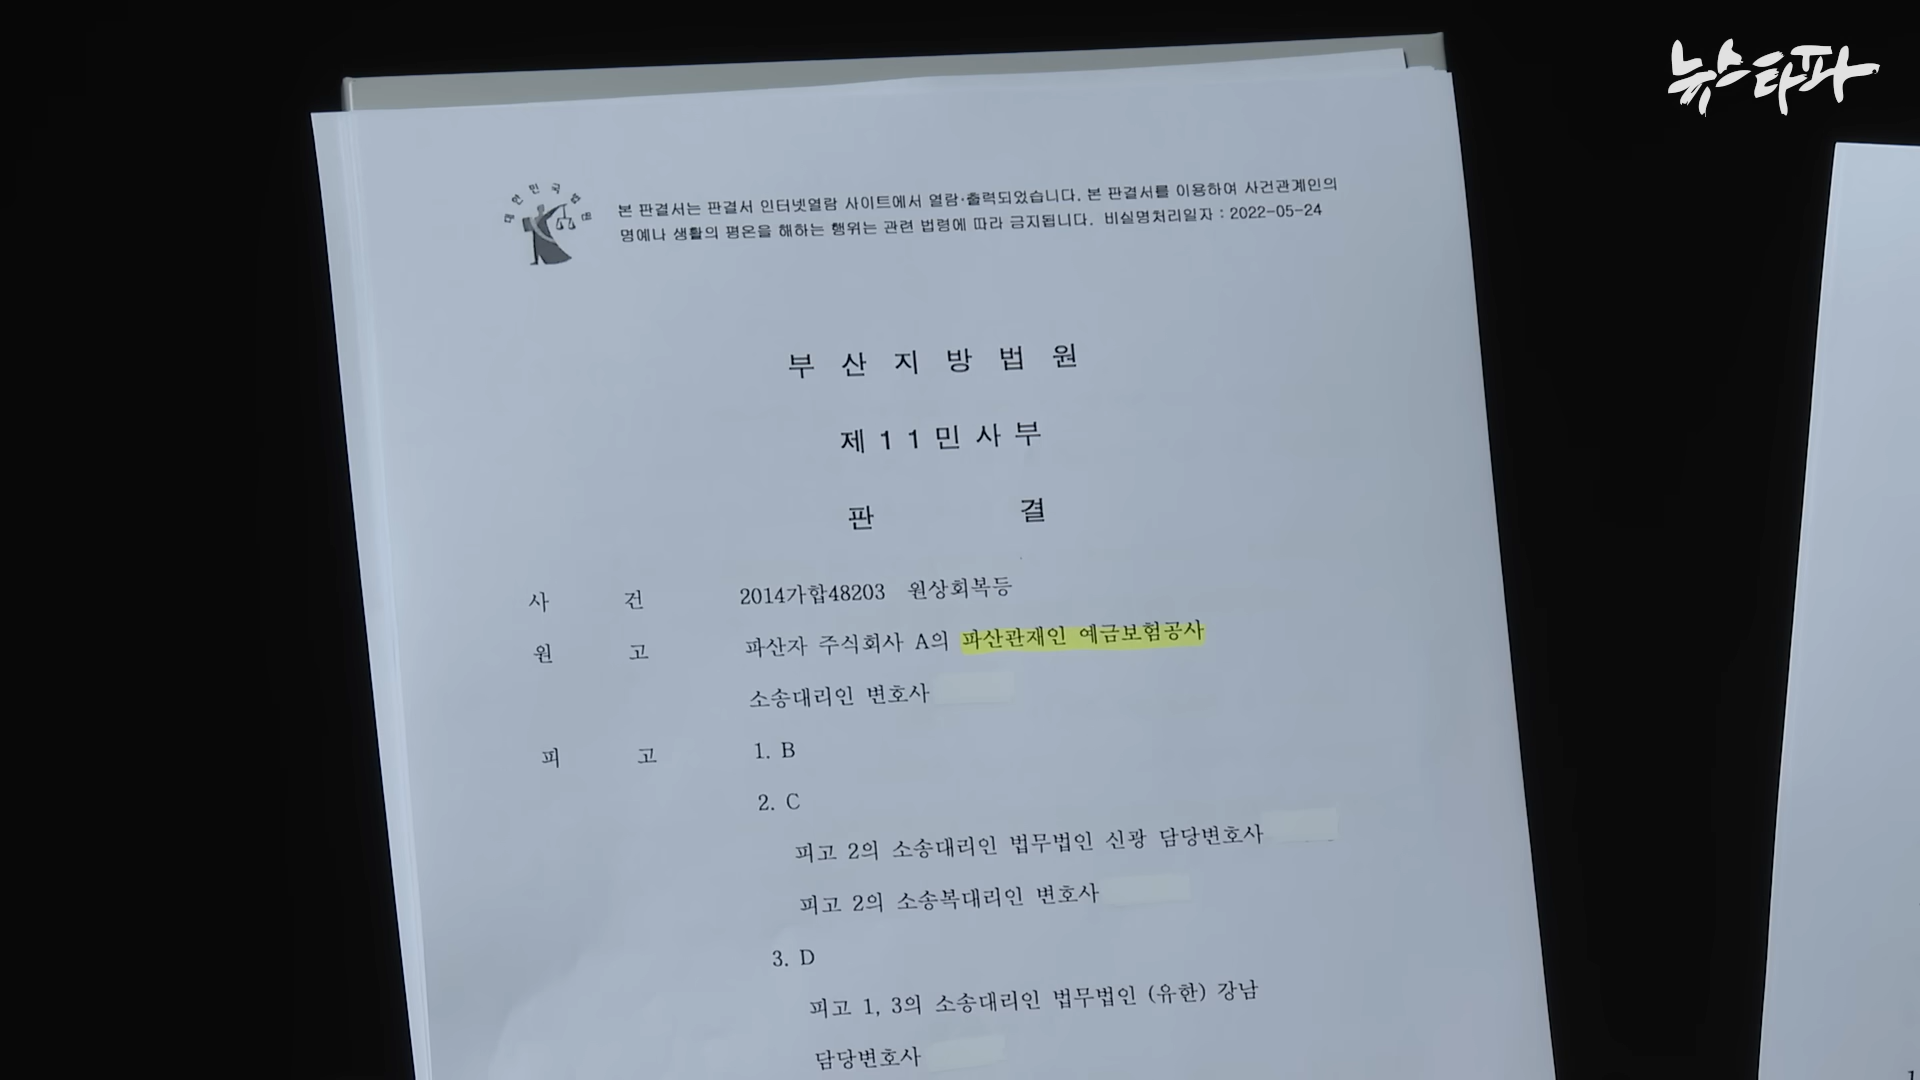 뉴스타파
대한민국법원
본 판결서는 판결서 인터넷열람 사이트에서 열람·출력되었습니다. 본 판결서를 이용하여 사건관계인의
명예나 생활의 평온을 해하는 행위는 관련 법령에 따라 금지됩니다. 비실명처리일자 : 2022-05-24
부 산 지 방 법 원
제 1 1 민 사 부
판 결
사 건 2014가합48203 원상회복등
원 고 파산자 주식회사 A의 파산관재인 예금보험공사
소송대리인 변호사
피 고 1. B
2. C
피고 2의 소송대리인 법무법인 신광 담당변호사
피고 2의 소송복대리인 변호사
3. D
피고 1, 3의 소송대리인 법무법인 (유한) 강남
담당변호사